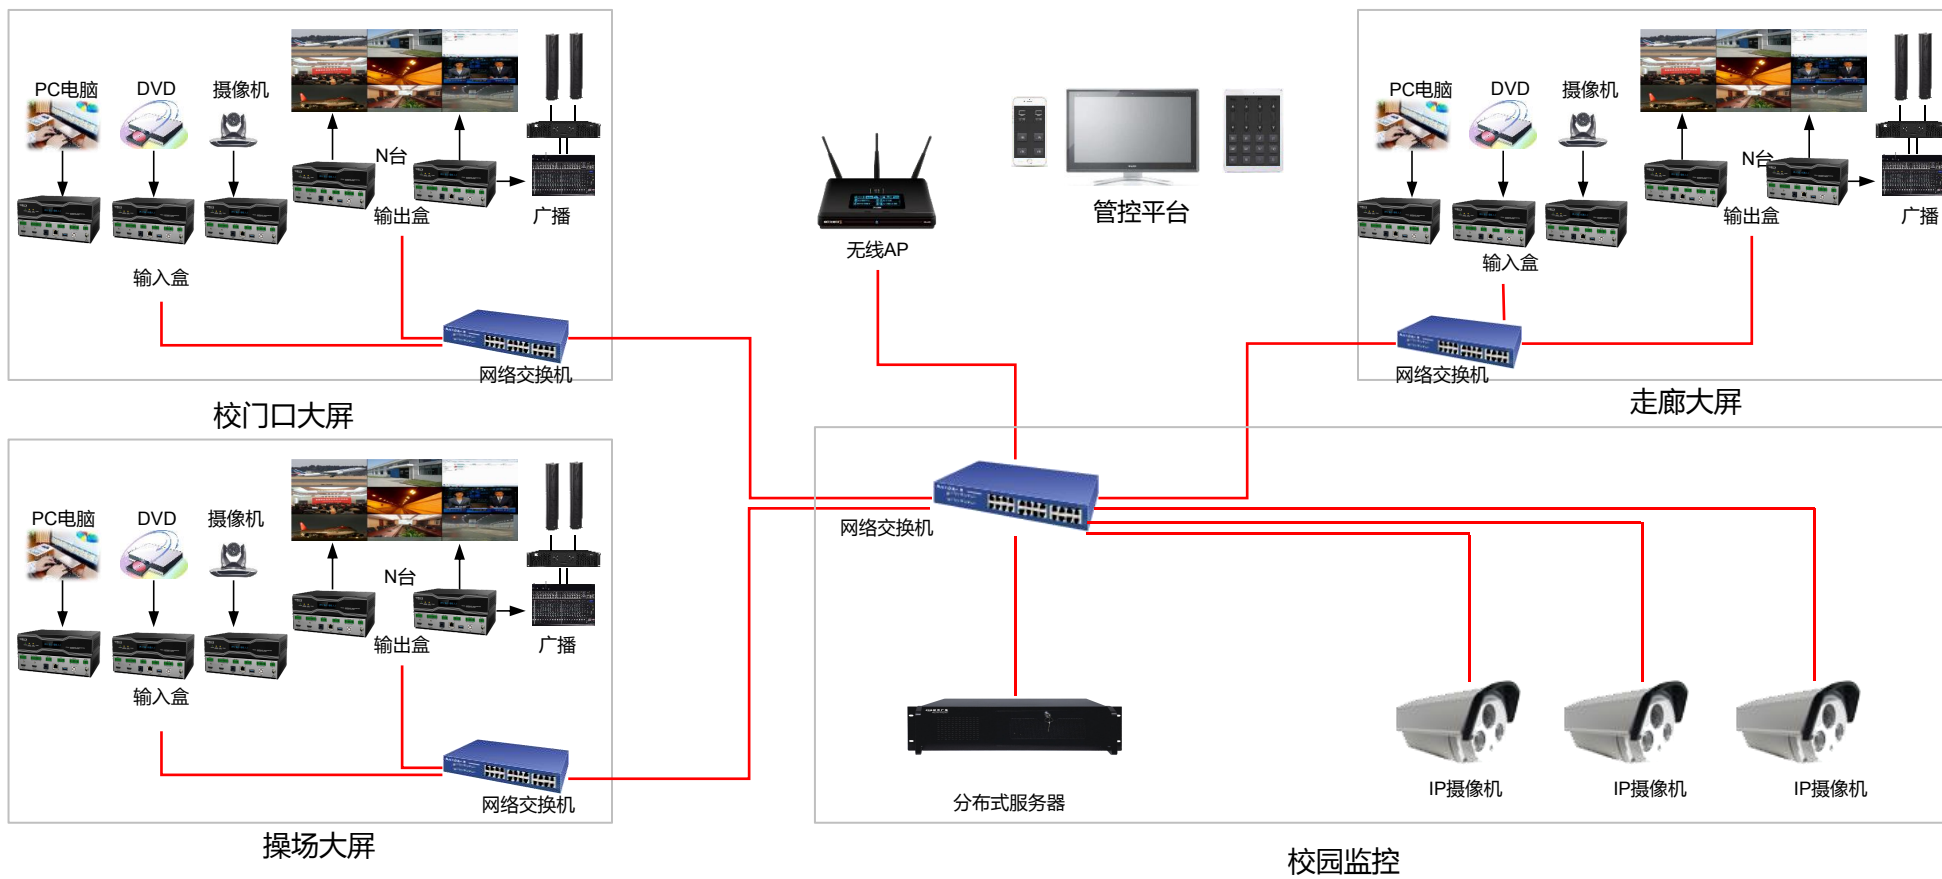 PC电脑
DVD
摄像机
N台
输出盒
广播
输入盒
网络交换机
校门口大屏
无线AP
管控平台
PC电脑
DVD
摄像机
N台
输出盒
广播
输入盒
网络交换机
走廊大屏
PC电脑
DVD
摄像机
N台
输出盒
广播
输入盒
网络交换机
操场大屏
网络交换机
分布式服务器
IP摄像机
IP摄像机
IP摄像机
校园监控